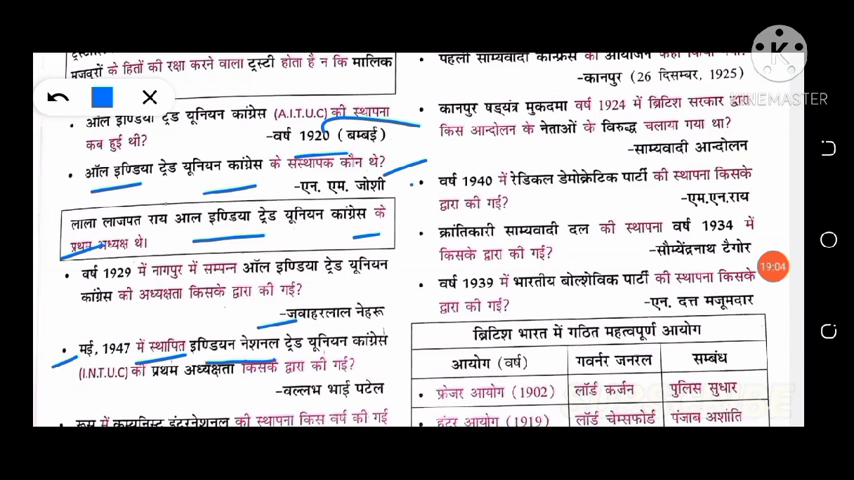 मजदूरों के हितों की रक्षा करने वाला ट्रस्टी होता है न कि मालिक
ऑल इण्डिया ट्रेड यूनियन कांग्रेस (A.I.T.U.C) की स्थापना
कब हुई थी?
-वर्ष 1920 (बम्बई)
ऑल इण्डिया ट्रेड यूनियन कांग्रेस के संस्थापक कौन थे?
-एन. एम. जोशी
लाला लाजपत राय आल इण्डिया ट्रेड यूनियन कांग्रेस के
प्रथम अध्यक्ष थे।
वर्ष 1929 में नागपुर में सम्पन्न ऑल इण्डिया ट्रेड यूनियन
कांग्रेस की अध्यक्षता किसके द्वारा की गई?
-जवाहरलाल नेहरू
मई, 1947 में स्थापित इण्डियन नेशनल ट्रेड यूनियन कांग्रेस
(I.N.T.U.C) की प्रथम अध्यक्षता किसके द्वारा की गई?
-वल्लभ भाई पटेल
रूस में कम्युनिस्ट इंटरनेशनल की स्थापना किस वर्ष की गई
पहली साम्यवादी कॉन्फ्रेंस का आयोजन कहाँ किया गया?
-कानपुर (26 दिसम्बर, 1925)
कानपुर षड्यंत्र मुकदमा वर्ष 1924 में ब्रिटिश सरकार द्वारा
किस आन्दोलन के नेताओं के विरुद्ध चलाया गया था?
-साम्यवादी आन्दोलन
वर्ष 1940 में रेडिकल डेमोक्रेटिक पार्टी की स्थापना किसके
द्वारा की गई?
-एम.एन.राय
क्रांतिकारी साम्यवादी दल की स्थापना वर्ष 1934 में
किसके द्वारा की गई?
-सौम्येंद्रनाथ टैगोर
वर्ष 1939 में भारतीय बोल्शेविक पार्टी की स्थापना किसके
द्वारा की गई?
-एन. दत्त मजूमदार
ब्रिटिश भारत में गठित महत्वपूर्ण आयोग
आयोग (वर्ष) गवर्नर जनरल सम्बंध
फ्रेजर आयोग (1902) लॉर्ड कर्जन पुलिस सुधार
हंटर आयोग (1919) लॉर्ड चेम्सफोर्ड पंजाब अशांति
KINEMASTER
19:04